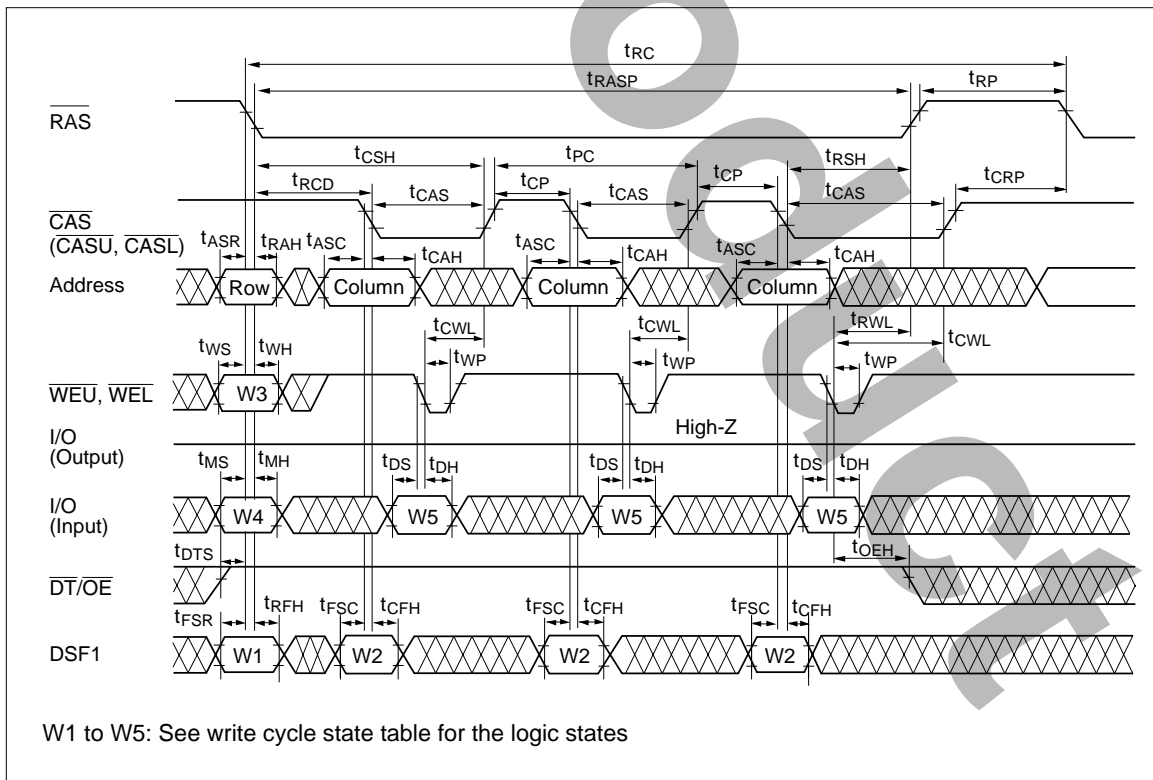 tRC
tRASP tRP
RAS
tCSH tPC tRSH
tRCD tCAS tCP tCAS tCP tCAS tCRP
CAS
(CASU, CASL)
tASR tRAH tASC tCAH tASC tCAH tASC tCAH
Address Row Column Column Column
tCWL tCWL tRWL
tCWL
tWS tWH tWP tWP tWP
WEU, WEL W3
High-Z
I/O
(Output)
tMS tMH tDS tDH tDS tDH tDS tDH
I/O
(Input) W4 W5 W5 W5
tDTS tOEH
DT/OE
tFSR tRFH tFSC tCFH tFSC tCFH tFSC tCFH
DSF1 W1 W2 W2 W2
W1 to W5: See write cycle state table for the logic states
oduct